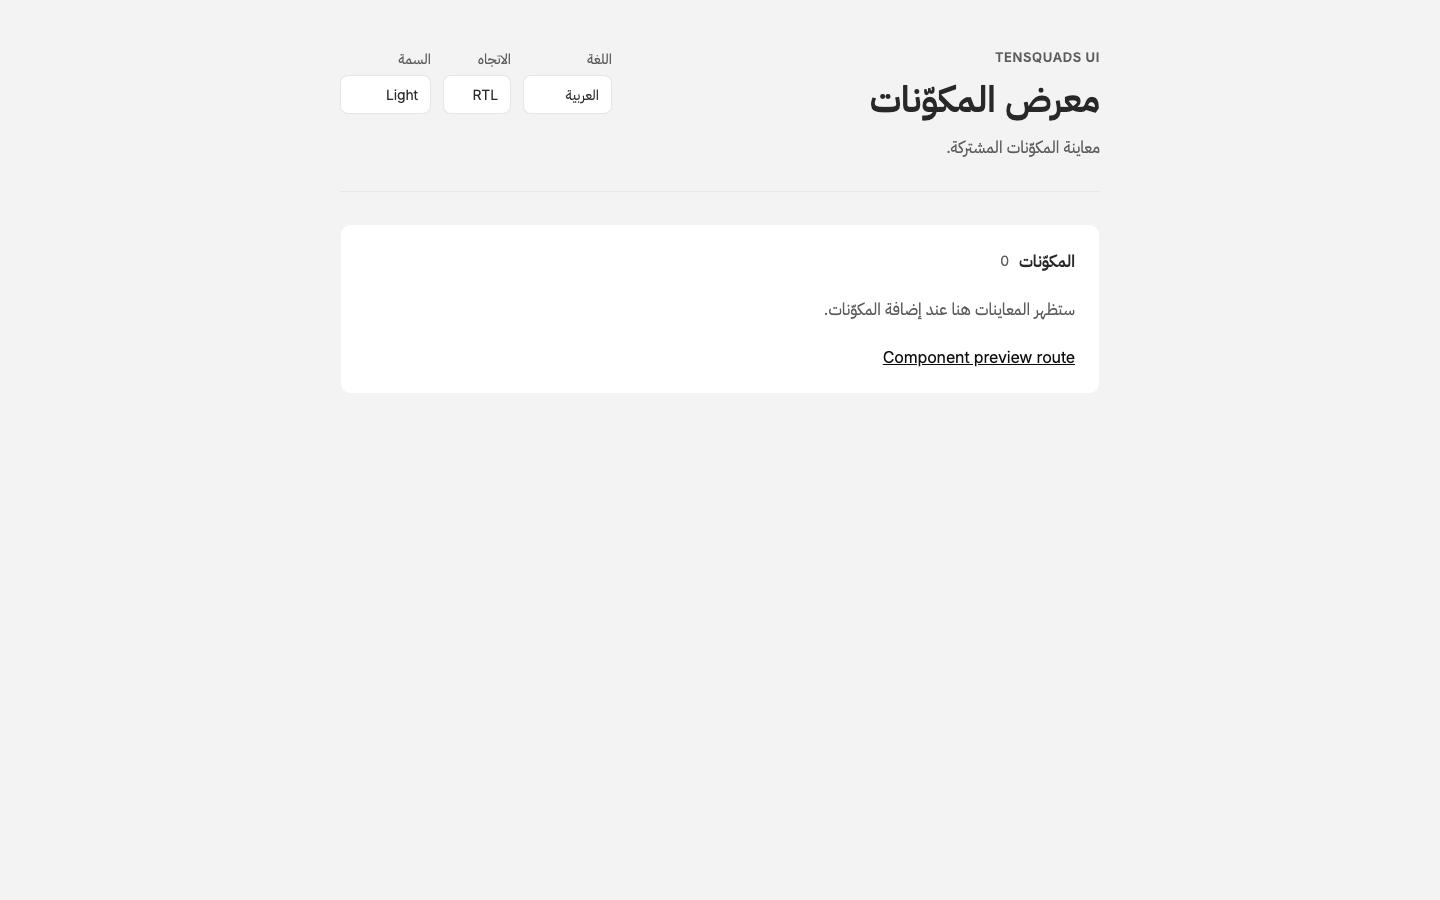 TENSQUADS UI
معرض المكوّنات
معاينة المكوّنات المشتركة.
اللغة
العربية
الاتجاه
RTL
السمة
Light
المكوّنات 0
ستظهر المعاينات هنا عند إضافة المكوّنات.
Component preview route